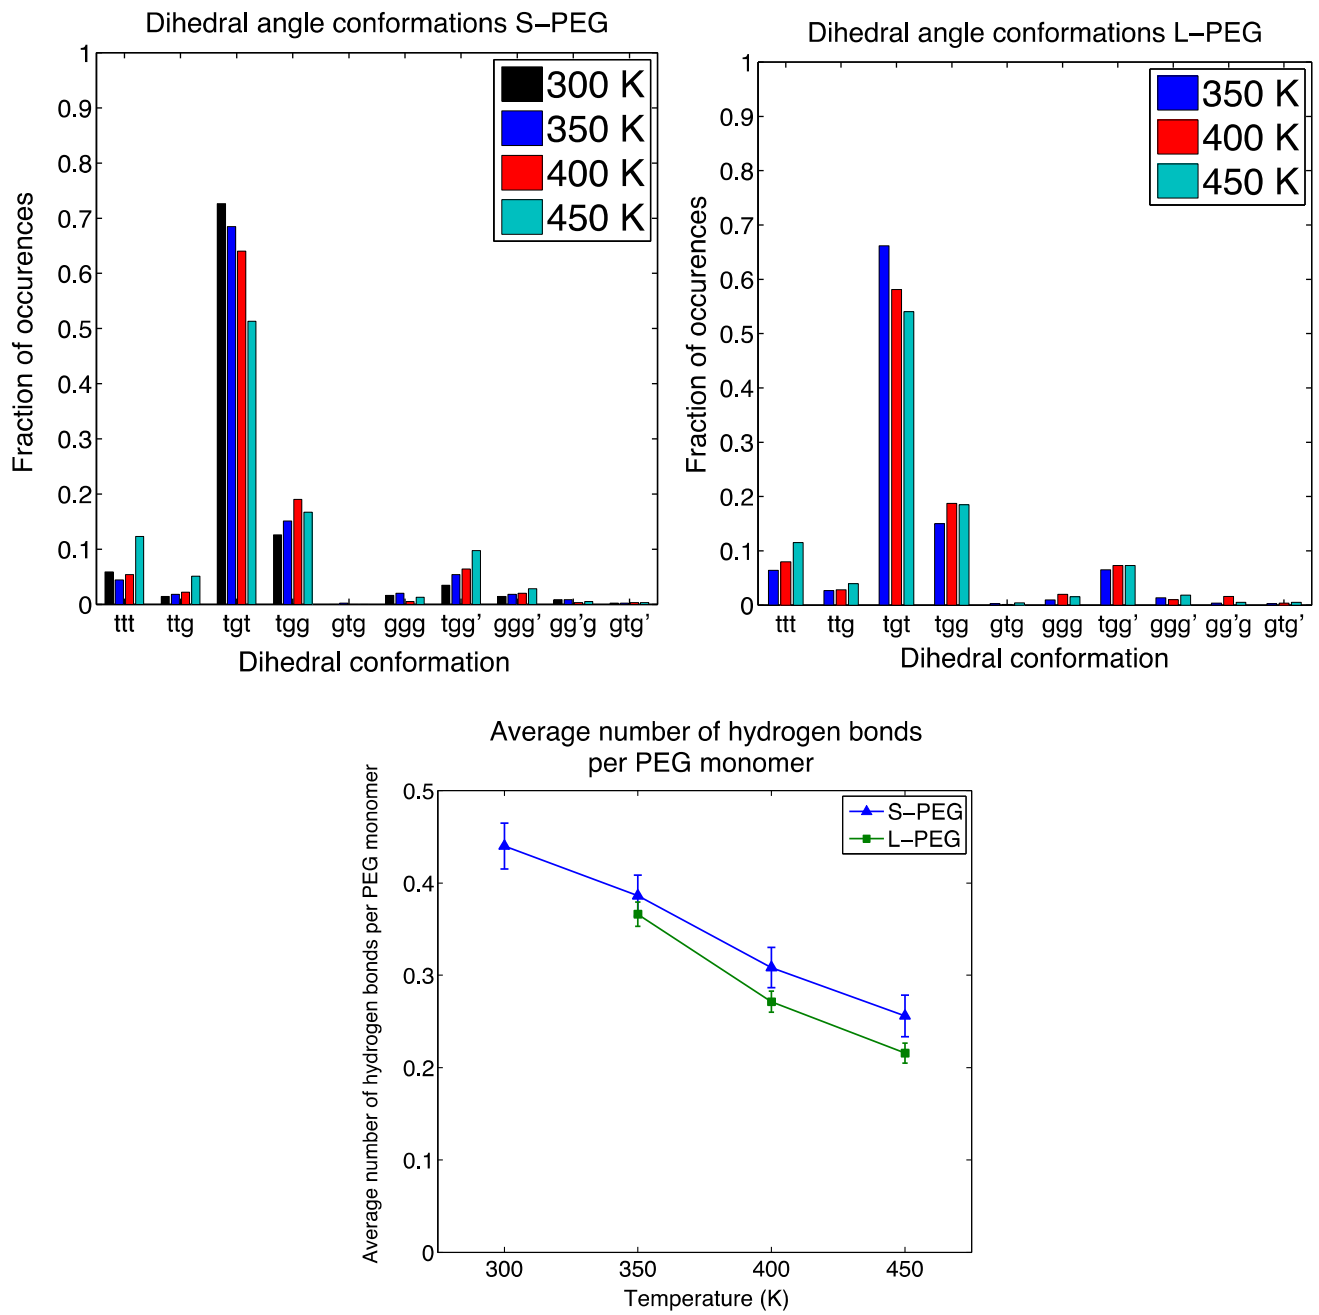 Dihedral angle conformations S-PEG
1
0.9
0.8
0.7
0.6
0.5
0.4
0.3
0.2
0.1
0
Fraction of occurences
300 K
350 K
400 K
450 K
ttt ttg tgt tgg gtg ggg tgg' ggg' gg'g gtg'
Dihedral conformation
Dihedral angle conformations L-PEG
1
0.9
0.8
0.7
0.6
0.5
0.4
0.3
0.2
0.1
0
Fraction of occurences
350 K
400 K
450 K
ttt ttg tgt tgg gtg ggg tgg' ggg' gg'g gtg'
Dihedral conformation
Average number of hydrogen bonds
per PEG monomer
Average number of hydrogen bonds per PEG monomer
0.5
0.4
0.3
0.2
0.1
0
S-PEG
L-PEG
300 350 400 450
Temperature (K)